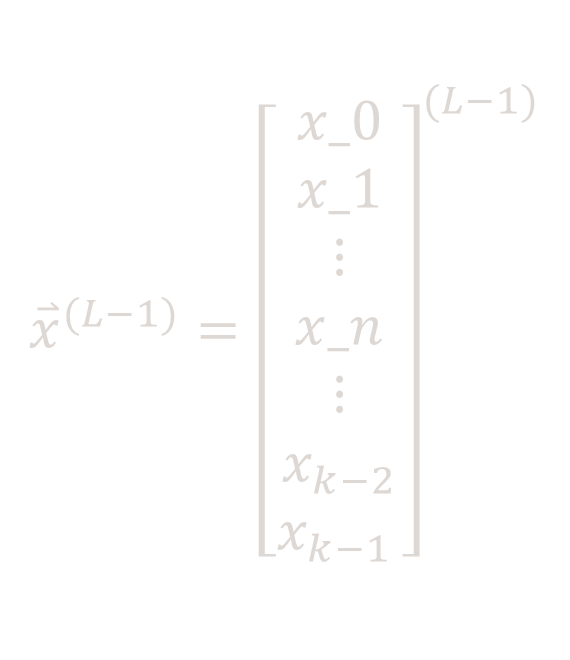 (L−1)
x_0
x_1
⋮
x⃗^(L−1) = x_n
⋮
x_{k−2}
x_{k−1}